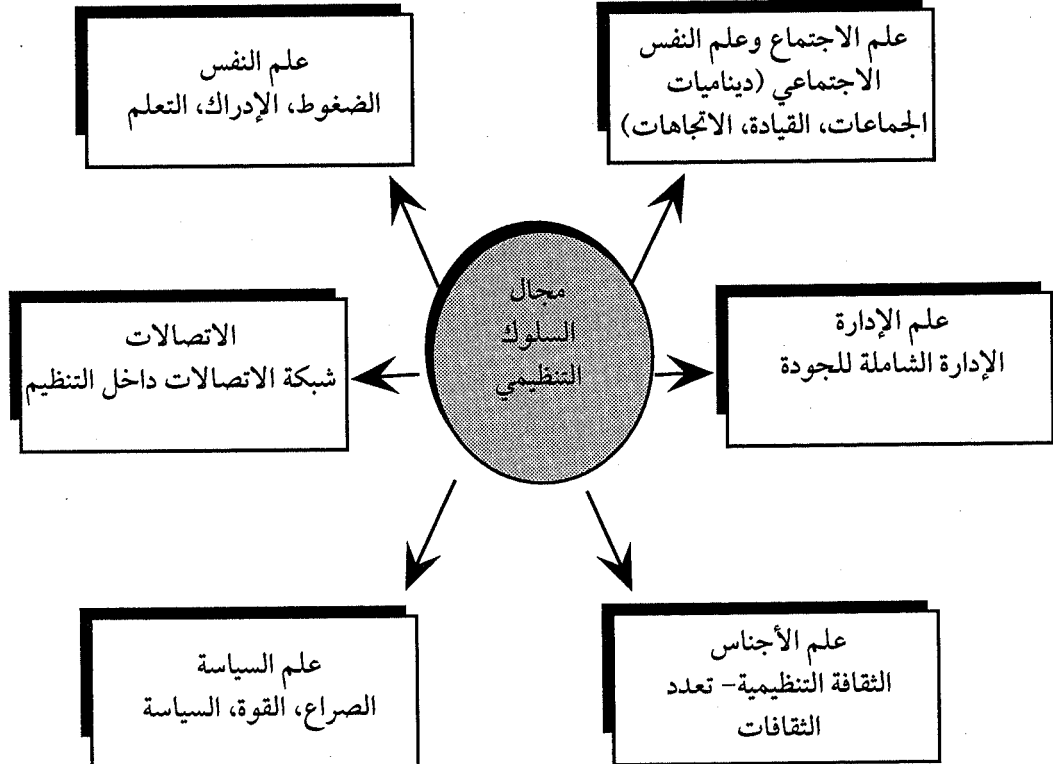 علم الاجتماع وعلم النفس
الاجتماعي (ديناميات
الجماعات، القيادة، الاتجاهات)
علم النفس
الضغوط، الإدراك، التعلم
مجال
السلوك
التنظيمي
علم الإدارة
الإدارة الشاملة للجودة
الاتصالات
شبكة الاتصالات داخل التنظيم
علم الأجناس
الثقافة التنظيمية- تعدد
الثقافات
علم السياسة
الصراع، القوة، السياسة